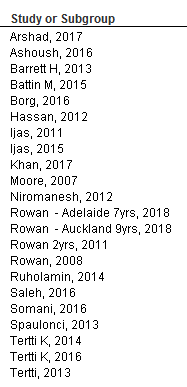 Study or Subgroup
Arshad, 2017
Ashoush, 2016
Barrett H, 2013
Battin M, 2015
Borg, 2016
Hassan, 2012
Ijas, 2011
Ijas, 2015
Khan, 2017
Moore, 2007
Niromanesh, 2012
Rowan - Adelaide 7yrs, 2018
Rowan - Auckland 9yrs, 2018
Rowan 2yrs, 2011
Rowan, 2008
Ruholamin, 2014
Saleh, 2016
Somani, 2016
Spaulonci, 2013
Tertti K, 2014
Tertti K, 2016
Tertti, 2013